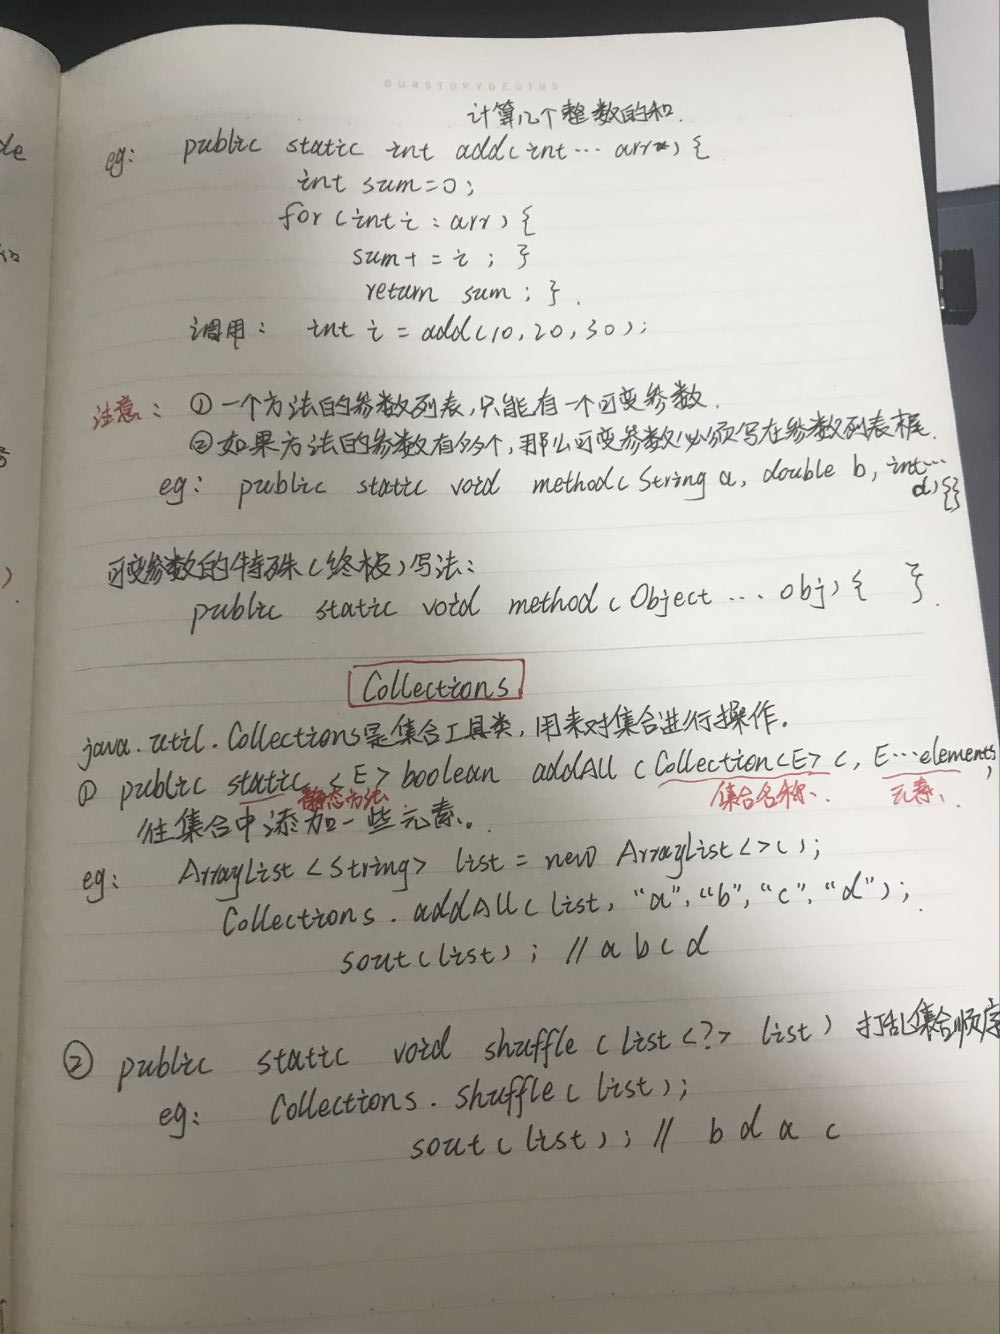 OURSTORYBEGINS
计算几个整数的和.
eg: public static int add(int... arr) {
int sum=0;
for (int i : arr) {
sum+ = i ; }
return sum ; }.
调用: int i = add(10, 20, 30);
注意: ① 一个方法的参数列表,只能有一个可变参数.
② 如果方法的参数有多个,那么可变参数必须写在参数列表框.
eg: public static void method( String a, double b, int...
d){}
可变参数的特殊(终极)写法:
public static void method ( Object ... obj) { }.
Collections
java.util.Collections是集合工具类,用来对集合进行操作.
① public static <E> boolean addAll ( Collection<E> c, E...elements)
静态方法 集合名称、 元素、
往集合中添加一些元素。
eg: ArrayList <String> list = new ArrayList<>();
Collections . addAll( list, "a", "b", "c", "d");
sout(list) ; // a b c d
② public static void shuffle ( List <?> list) 打乱集合顺序
eg: Collections . shuffle( list);
sout( list) ; // b d a c